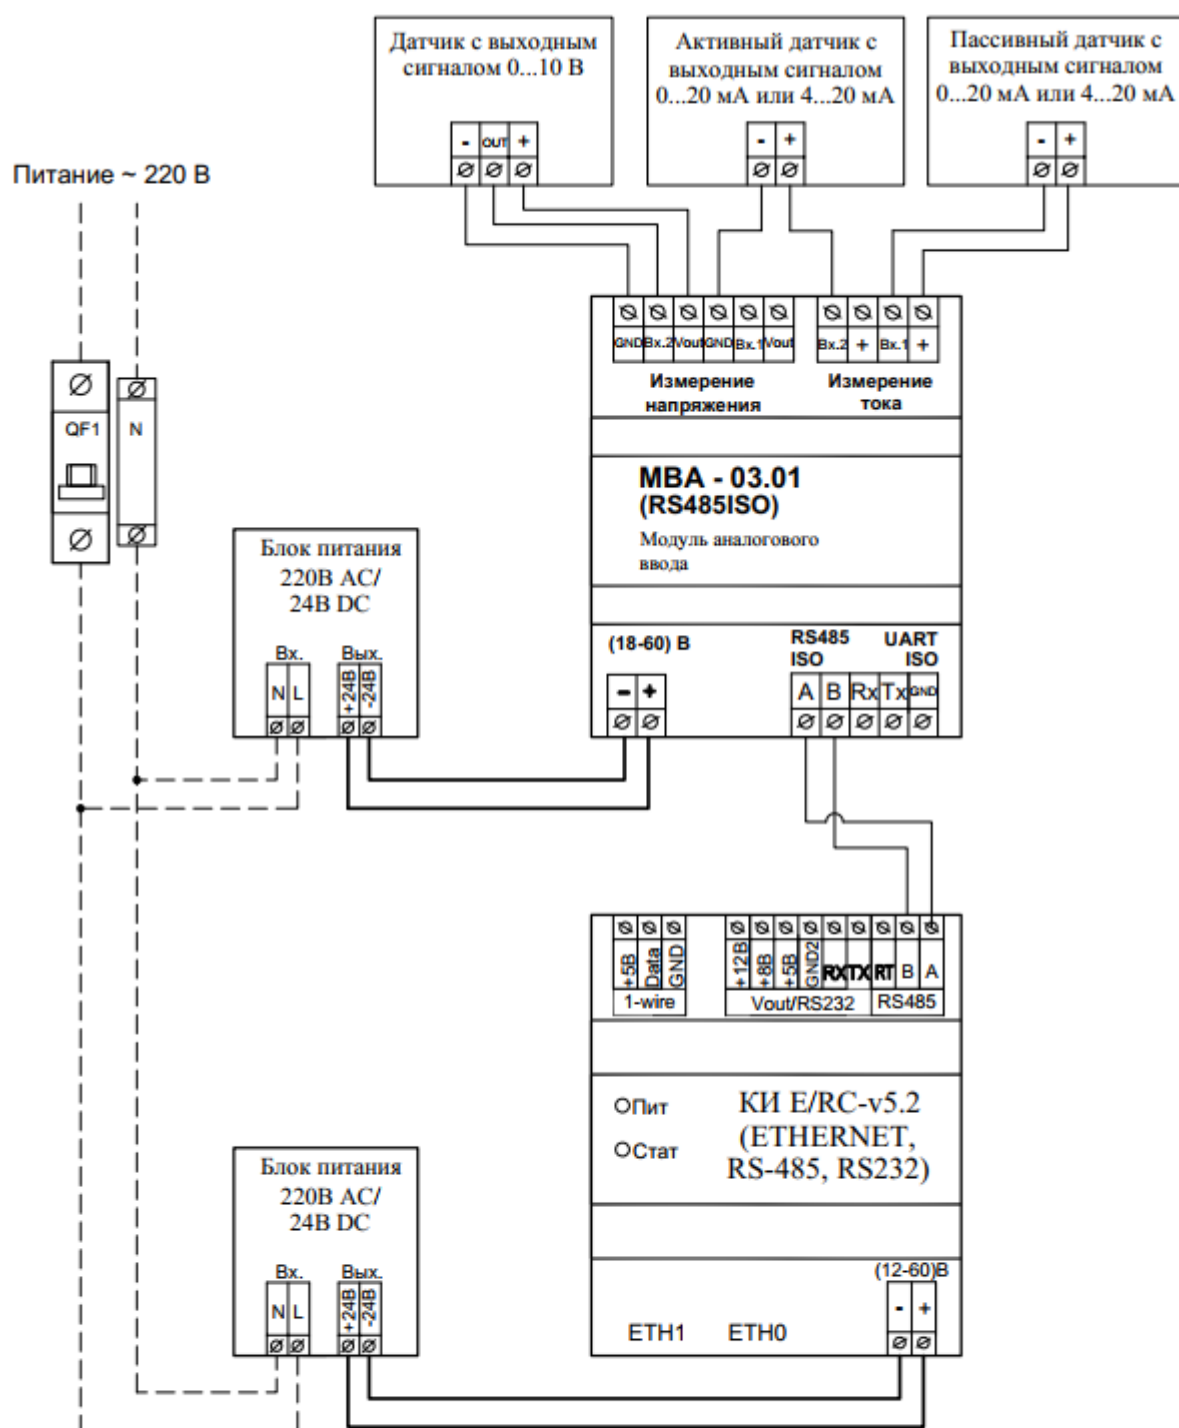 Датчик с выходным
сигналом 0...10 В
- OUT +
Активный датчик с
выходным сигналом
0...20 мА или 4...20 мА
- +
Пассивный датчик с
выходным сигналом
0...20 мА или 4...20 мА
- +
Питание ~ 220 В
GND Вх.2 Vout GND Вх.1 Vout
Вх.2 + Вх.1 +
Измерение
напряжения
Измерение
тока
QF1
N
МВА - 03.01
(RS485ISO)
Модуль аналогового
ввода
Блок питания
220В AC/
24В DC
Вх.
Вых.
N L
+24В -24В
(18-60) В
- +
RS485
ISO
UART
ISO
A B Rx Tx GND
+5В Data GND
1-wire
+12В +8В +5В GND2 RX TX RT B A
Vout/RS232
RS485
Пит
Стат
КИ E/RC-v5.2
(ETHERNET,
RS-485, RS232)
Блок питания
220В AC/
24В DC
Вх.
Вых.
N L
+24В -24В
(12-60)В
- +
ETH1
ETH0